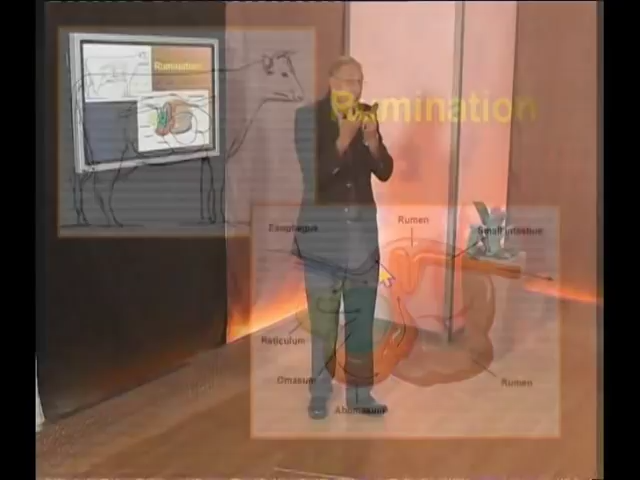 Rumination
Rumination
Esophagus
Rumen
Small intestine
Reticulum
Omasum
Rumen
Abomasum